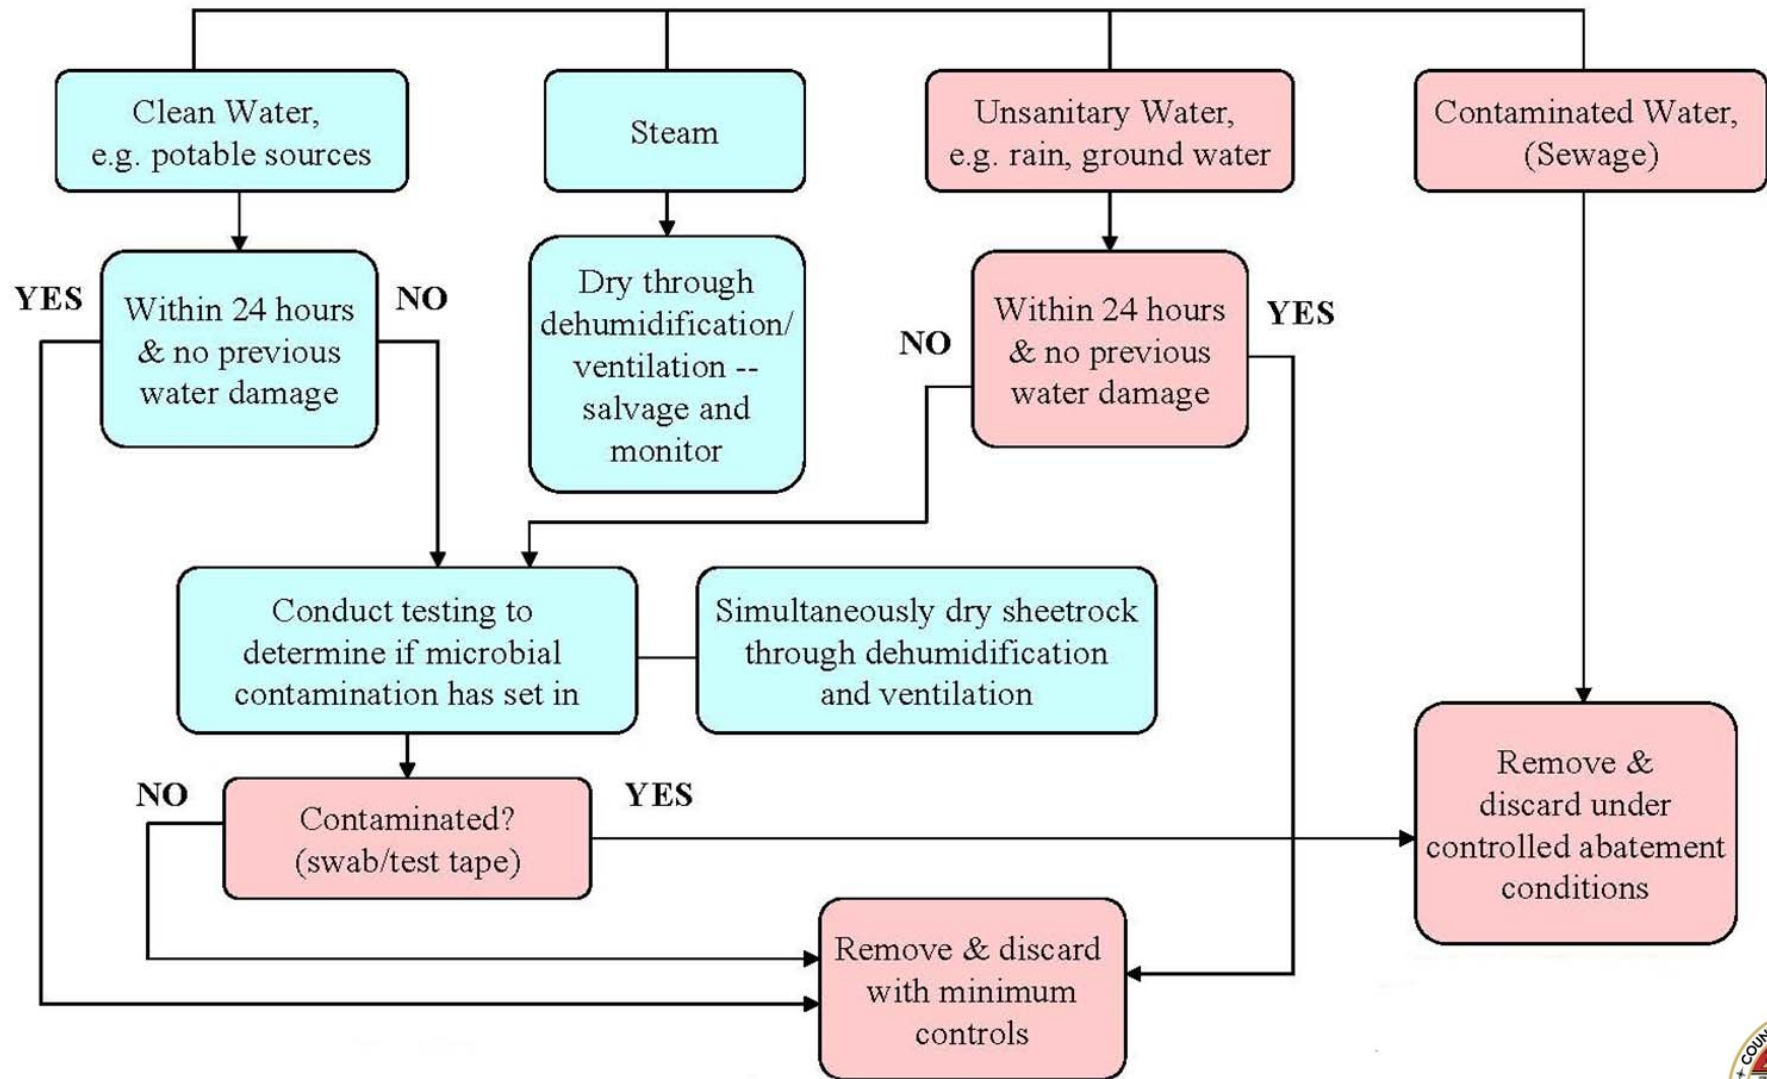 Clean Water,
e.g. potable sources
Steam
Unsanitary Water,
e.g. rain, ground water
Contaminated Water,
(Sewage)
YES
Within 24 hours
& no previous
water damage
NO
Dry through
dehumidification/
ventilation --
salvage and
monitor
NO
Within 24 hours
& no previous
water damage
YES
Conduct testing to
determine if microbial
contamination has set in
Simultaneously dry sheetrock
through dehumidification
and ventilation
NO
Contaminated?
(swab/test tape)
YES
Remove &
discard under
controlled abatement
conditions
Remove & discard
with minimum
controls